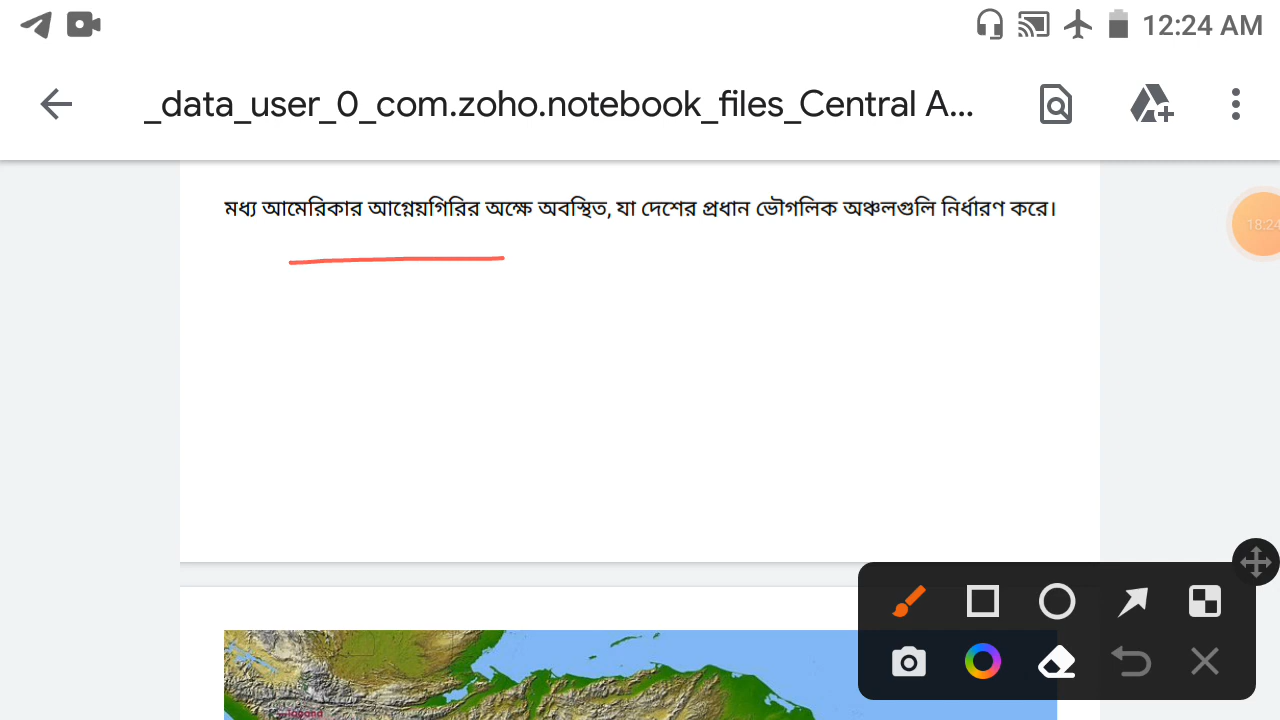 12:24 AM
_data_user_0_com.zoho.notebook_files_Central A...
মধ্য আমেরিকার আগ্নেয়গিরির অক্ষে অবস্থিত, যা দেশের প্রধান ভৌগলিক অঞ্চলগুলি নির্ধারণ করে।
18:24